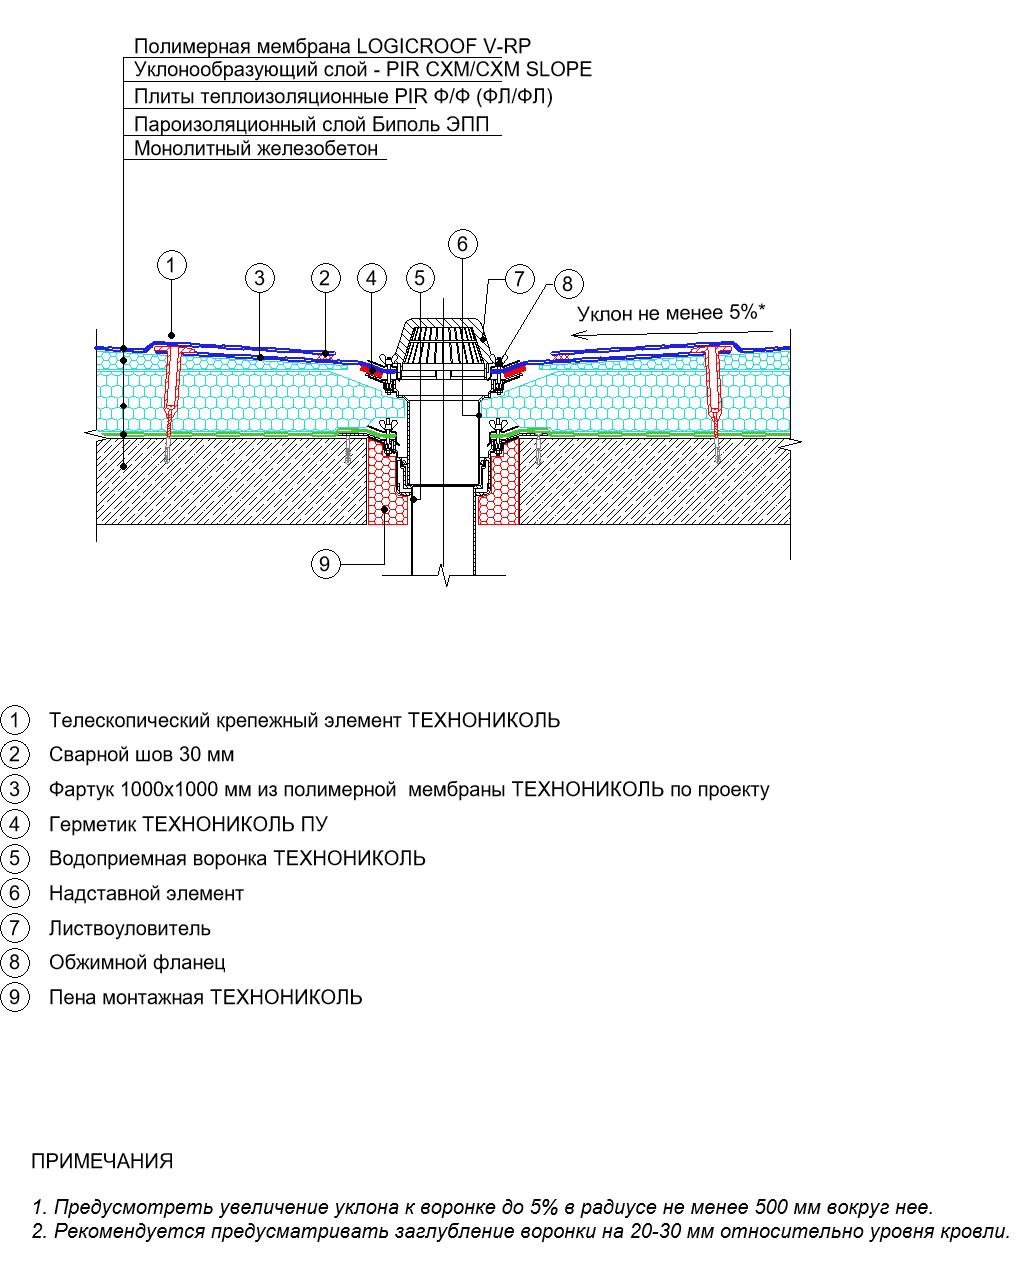 Полимерная мембрана LOGICROOF V-RP
Уклонообразующий слой - PIR СХМ/СХМ SLOPE
Плиты теплоизоляционные PIR Ф/Ф (ФЛ/ФЛ)
Пароизоляционный слой Биполь ЭПП
Монолитный железобетон
6
1 3 2 4 5 7 8
Уклон не менее 5%*
9
1 Телескопический крепежный элемент ТЕХНОНИКОЛЬ
2 Сварной шов 30 мм
3 Фартук 1000х1000 мм из полимерной мембраны ТЕХНОНИКОЛЬ по проекту
4 Герметик ТЕХНОНИКОЛЬ ПУ
5 Водоприемная воронка ТЕХНОНИКОЛЬ
6 Надставной элемент
7 Листвоуловитель
8 Обжимной фланец
9 Пена монтажная ТЕХНОНИКОЛЬ
ПРИМЕЧАНИЯ
1. Предусмотреть увеличение уклона к воронке до 5% в радиусе не менее 500 мм вокруг нее.
2. Рекомендуется предусматривать заглубление воронки на 20-30 мм относительно уровня кровли.